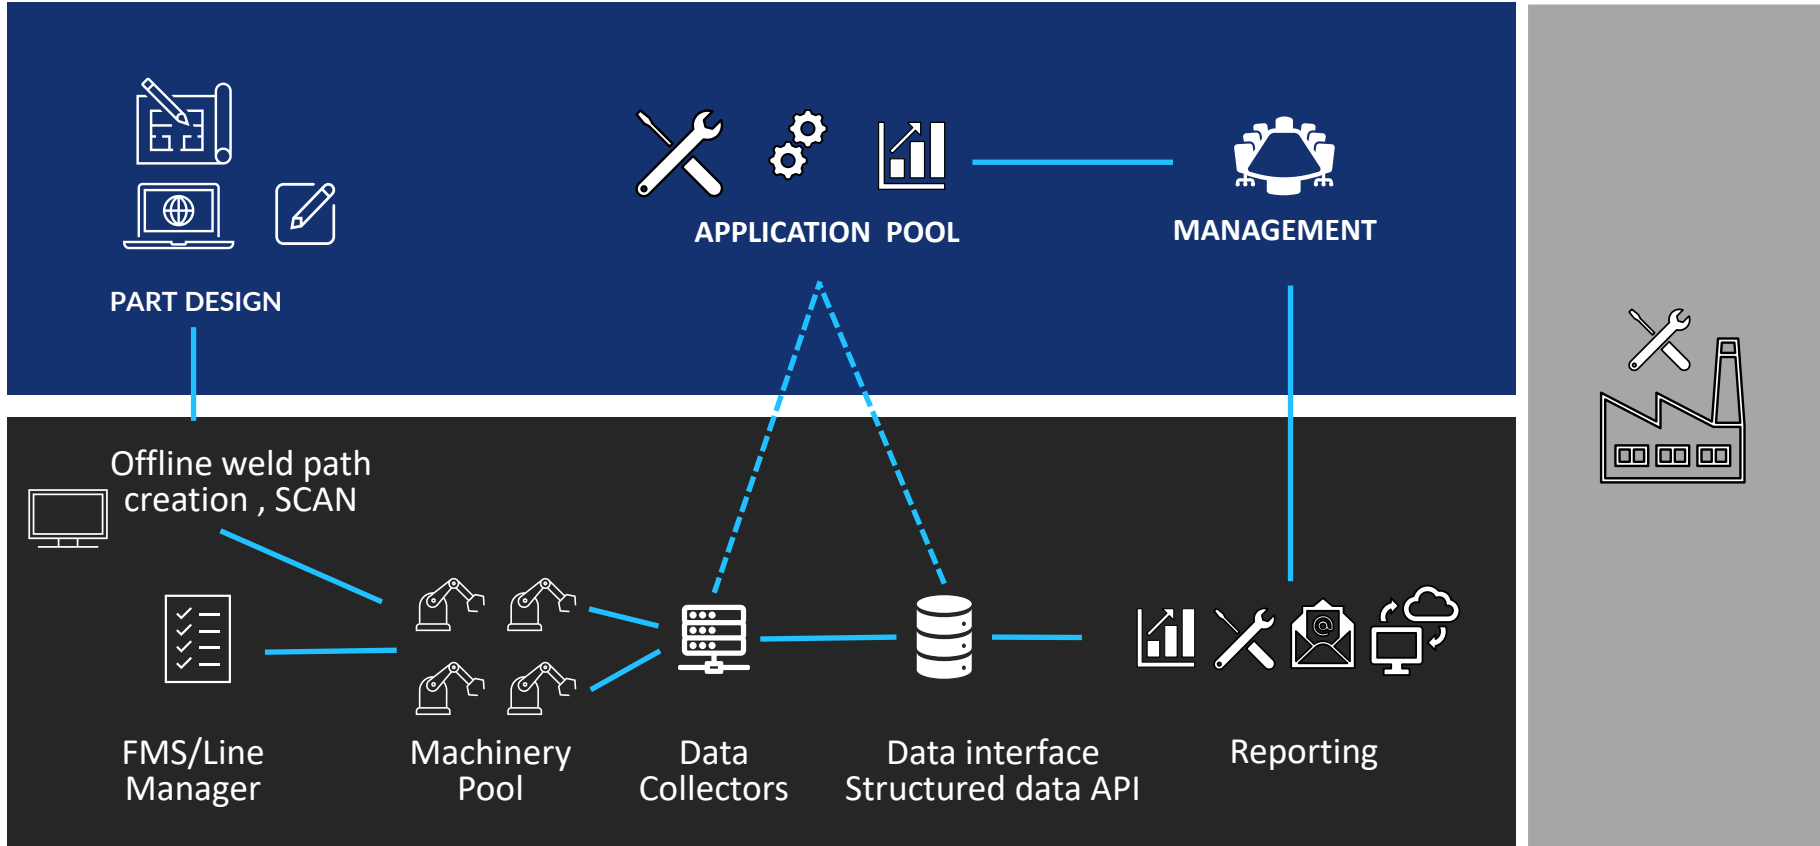 PART DESIGN
APPLICATION POOL
MANAGEMENT
Offline weld path
creation , SCAN
@
FMS/Line
Manager
Machinery
Pool
Data
Collectors
Data interface
Structured data API
Reporting